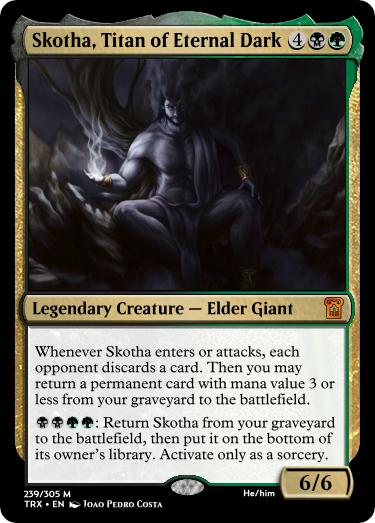 Skotha, Titan of Eternal Dark 4
Legendary Creature — Elder Giant
Whenever Skotha enters or attacks, each
opponent discards a card. Then you may
return a permanent card with mana value 3 or
less from your graveyard to the battlefield.
: Return Skotha from your graveyard
to the battlefield, then put it on the bottom of
its owner's library. Activate only as a sorcery.
6/6
239/305 M
He/him
TRX • EN João Pedro Costa